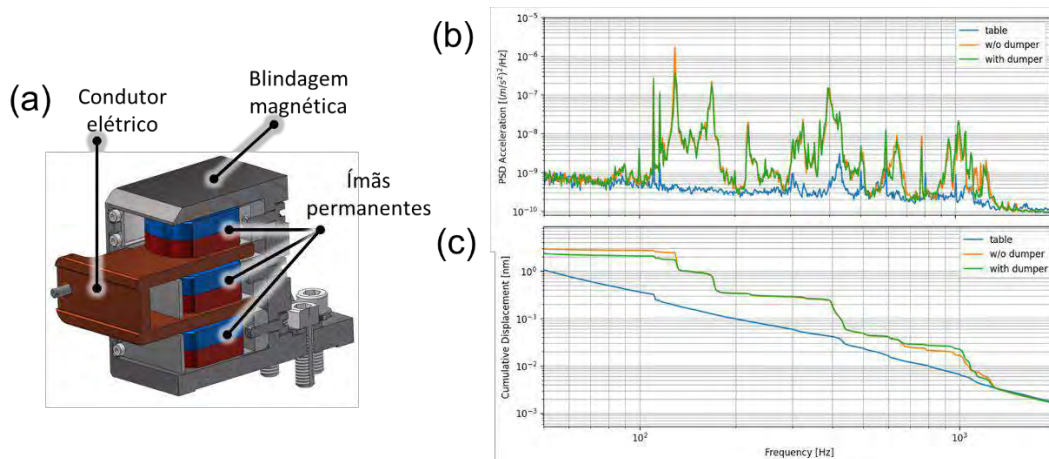 (a)
Condutor
elétrico
Blindagem
magnética
Ímãs
permanentes
(b)
PSD Acceleration [(m/s²)²/Hz]
10⁻⁵
10⁻⁶
10⁻⁷
10⁻⁸
10⁻⁹
10⁻¹⁰
table
w/o dumper
with dumper
(c)
Cumulative Displacement [nm]
10⁰
10⁻¹
10⁻²
10⁻³
table
w/o dumper
with dumper
10²
10³
Frequency [Hz]